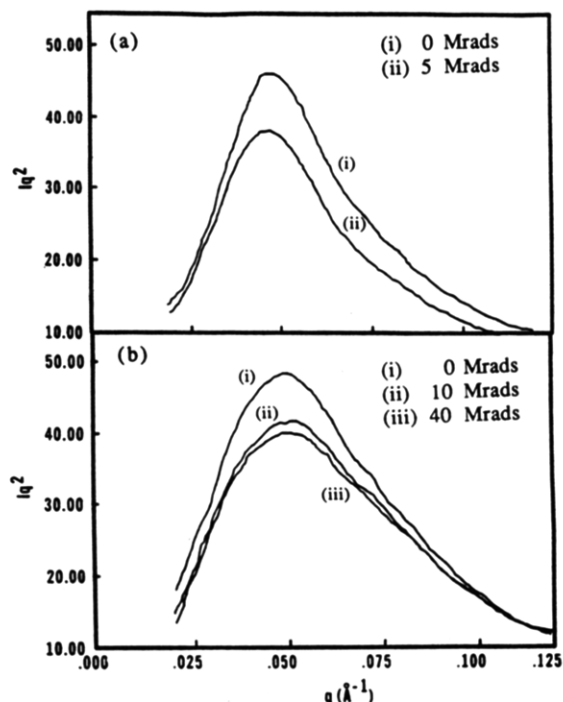 (a)
(i) 0 Mrads
(ii) 5 Mrads
50.00
40.00
30.00
20.00
10.00
Iq²
(i)
(ii)
(b)
(i) 0 Mrads
(ii) 10 Mrads
(iii) 40 Mrads
50.00
40.00
30.00
20.00
10.00
Iq²
(i)
(ii)
(iii)
.000 .025 .050 .075 .100 .125
q (Å⁻¹)